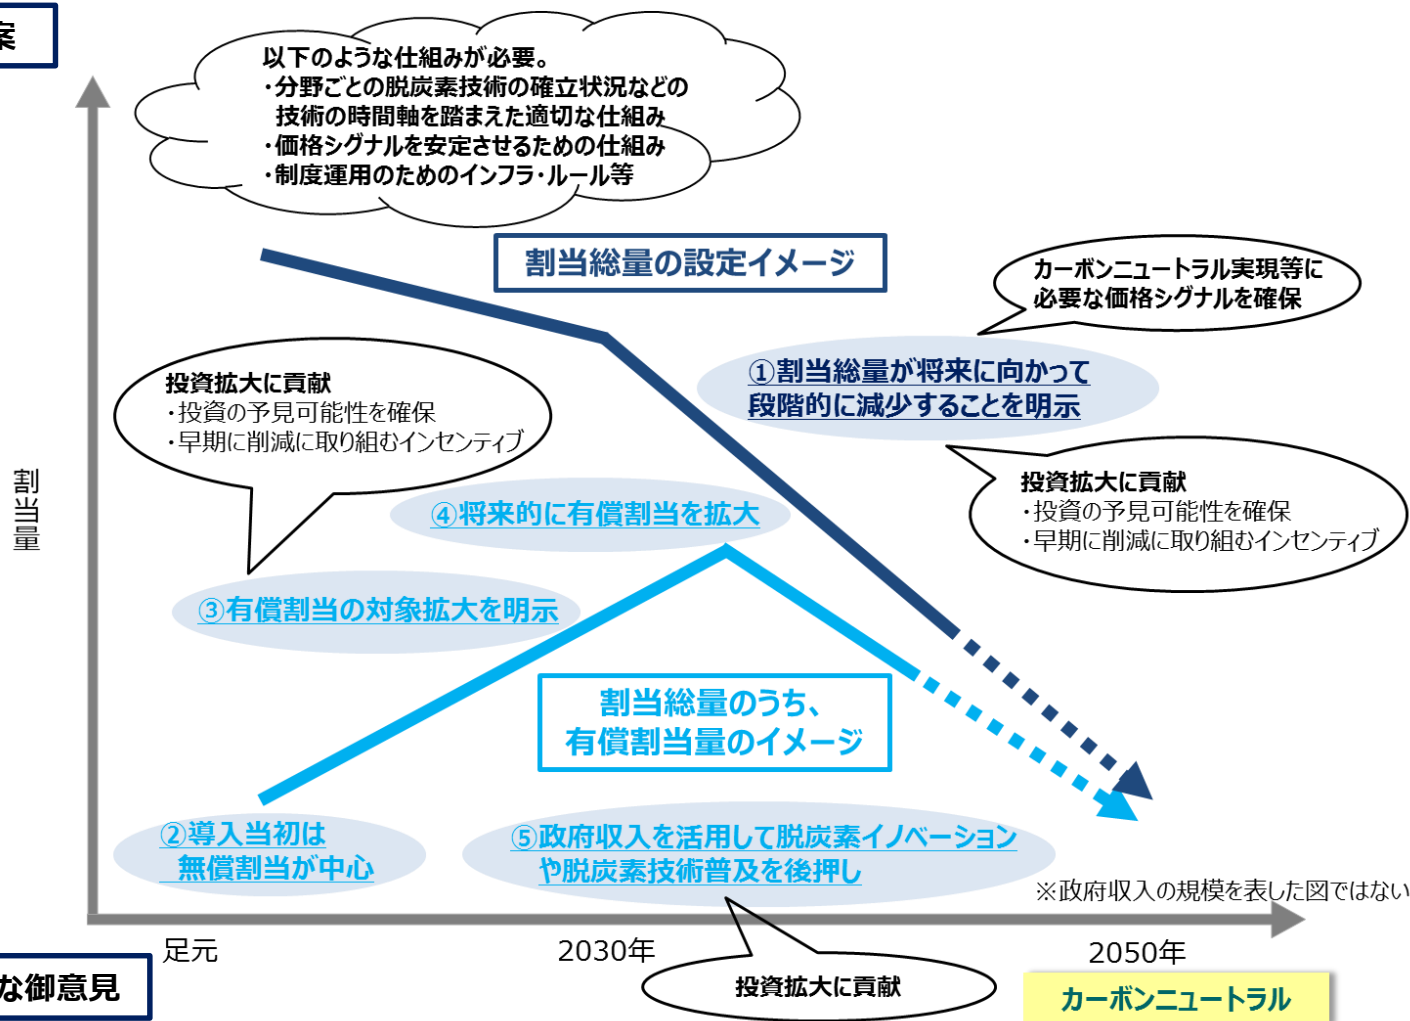 案
以下のような仕組みが必要。
・分野ごとの脱炭素技術の確立状況などの
技術の時間軸を踏まえた適切な仕組み
・価格シグナルを安定させるための仕組み
・制度運用のためのインフラ・ルール等
割当総量の設定イメージ
カーボンニュートラル実現等に
必要な価格シグナルを確保
①割当総量が将来に向かって
段階的に減少することを明示
投資拡大に貢献
・投資の予見可能性を確保
・早期に削減に取り組むインセンティブ
投資拡大に貢献
・投資の予見可能性を確保
・早期に削減に取り組むインセンティブ
割当量
④将来的に有償割当を拡大
③有償割当の対象拡大を明示
割当総量のうち、
有償割当量のイメージ
②導入当初は
無償割当が中心
⑤政府収入を活用して脱炭素イノベーション
や脱炭素技術普及を後押し
※政府収入の規模を表した図ではない
足元
2030年
2050年
な御意見
投資拡大に貢献
カーボンニュートラル